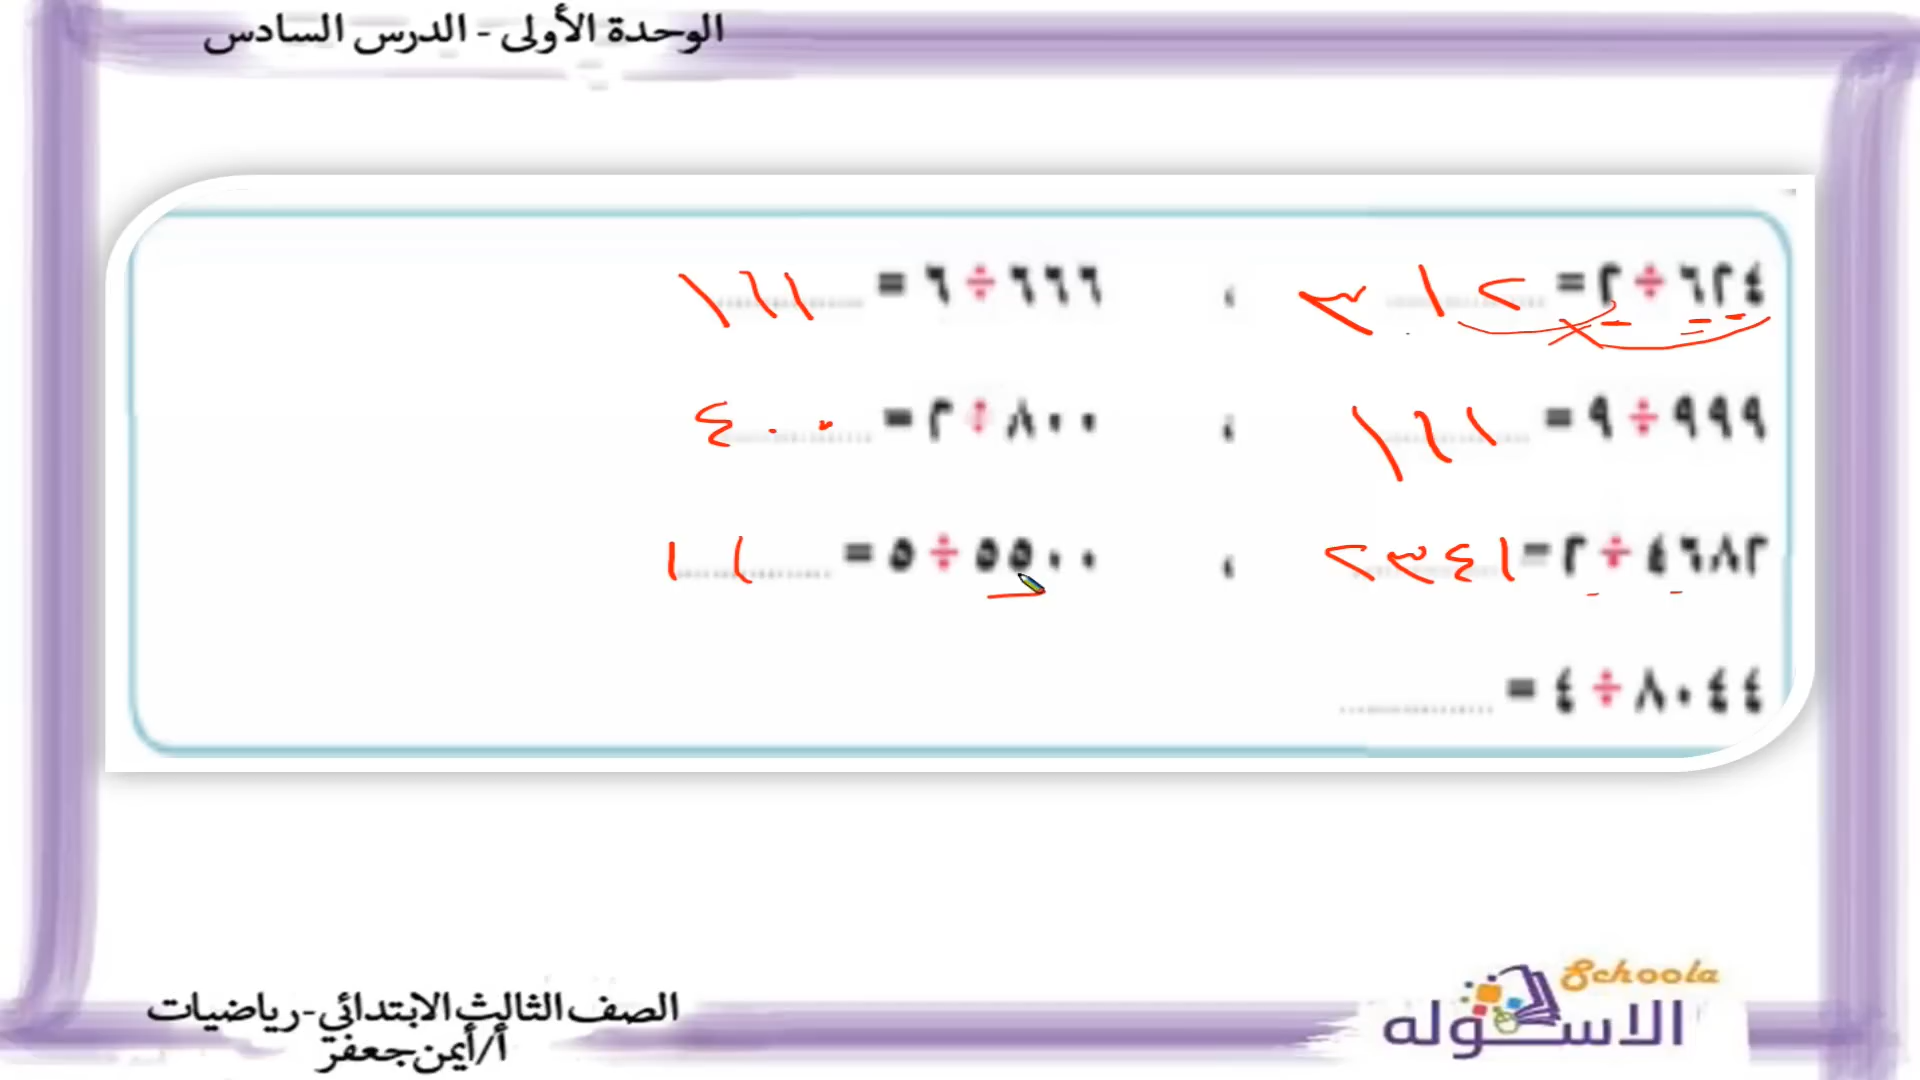 الوحدة الأولى - الدرس السادس
٦٢٤ ÷ ٢ = ٣١٢ ، ٦٦٦ ÷ ٦ = ١١١
٩٩٩ ÷ ٩ = ١١١ ، ٨٠٠ ÷ ٢ = ٤٠٠
٤٦٨٢ ÷ ٢ = ٢٣٤١ ، ٥٥٠٠ ÷ ٥ = ١١
٨٠٤٤ ÷ ٤ = ..............
الصف الثالث الابتدائي-رياضيات
أ/أيمن جعفر
Schoola
الاسكوله